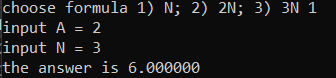 choose formula 1) N; 2) 2N; 3) 3N 1
input A = 2
input N = 3
the answer is 6.000000